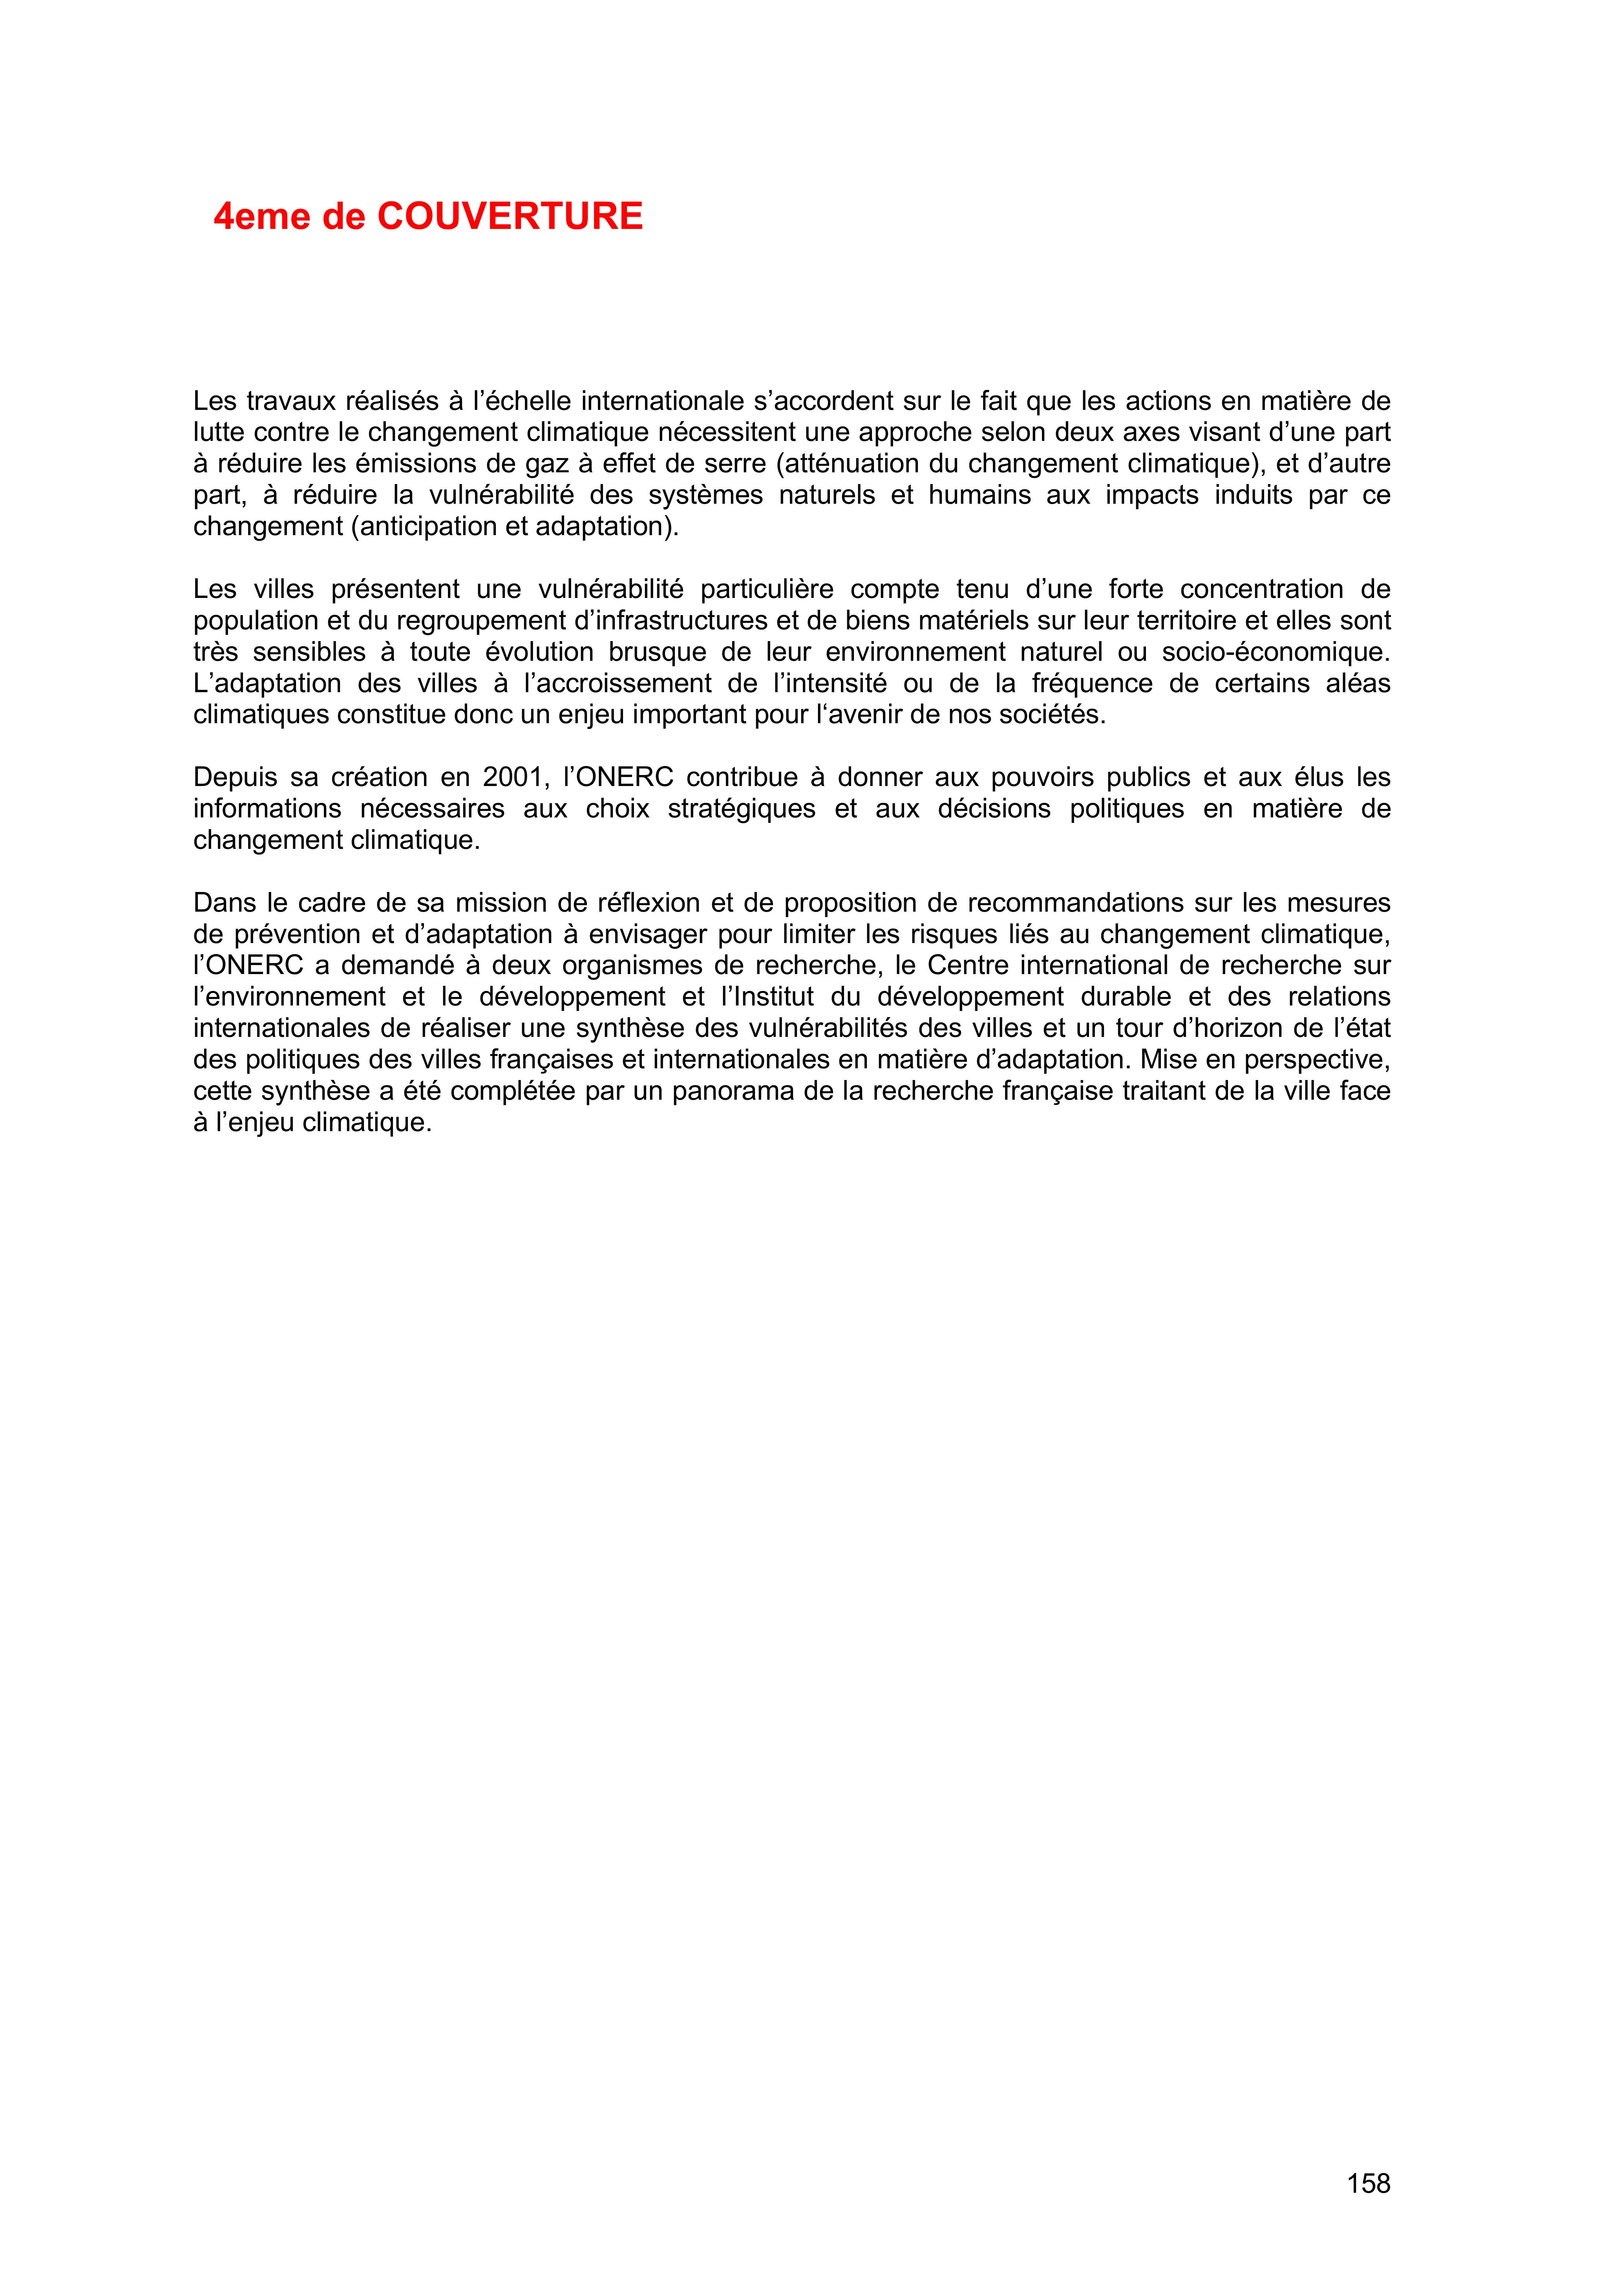 4eme de COUVERTURE
Les travaux réalisés à l’échelle internationale s’accordent sur le fait que les actions en matière de
lutte contre le changement climatique nécessitent une approche selon deux axes visant d’une part
à réduire les émissions de gaz à effet de serre (atténuation du changement climatique), et d’autre
part, à réduire la vulnérabilité des systèmes naturels et humains aux impacts induits par ce
changement (anticipation et adaptation).
Les villes présentent une vulnérabilité particulière compte tenu d’une forte concentration de
population et du regroupement d’infrastructures et de biens matériels sur leur territoire et elles sont
très sensibles à toute évolution brusque de leur environnement naturel ou socio-économique.
L’adaptation des villes à l’accroissement de l’intensité ou de la fréquence de certains aléas
climatiques constitue donc un enjeu important pour l‘avenir de nos sociétés.
Depuis sa création en 2001, l’ONERC contribue à donner aux pouvoirs publics et aux élus les
informations nécessaires aux choix stratégiques et aux décisions politiques en matière de
changement climatique.
Dans le cadre de sa mission de réflexion et de proposition de recommandations sur les mesures
de prévention et d’adaptation à envisager pour limiter les risques liés au changement climatique,
l’ONERC a demandé à deux organismes de recherche, le Centre international de recherche sur
l’environnement et le développement et l’Institut du développement durable et des relations
internationales de réaliser une synthèse des vulnérabilités des villes et un tour d’horizon de l’état
des politiques des villes françaises et internationales en matière d’adaptation. Mise en perspective,
cette synthèse a été complétée par un panorama de la recherche française traitant de la ville face
à l’enjeu climatique.
158